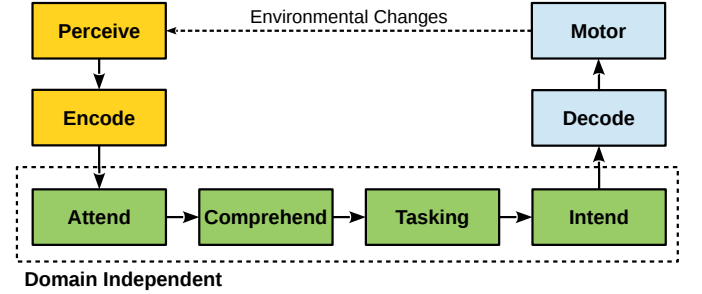 Perceive
Environmental Changes
Motor
Encode
Decode
Attend
Comprehend
Tasking
Intend
Domain Independent